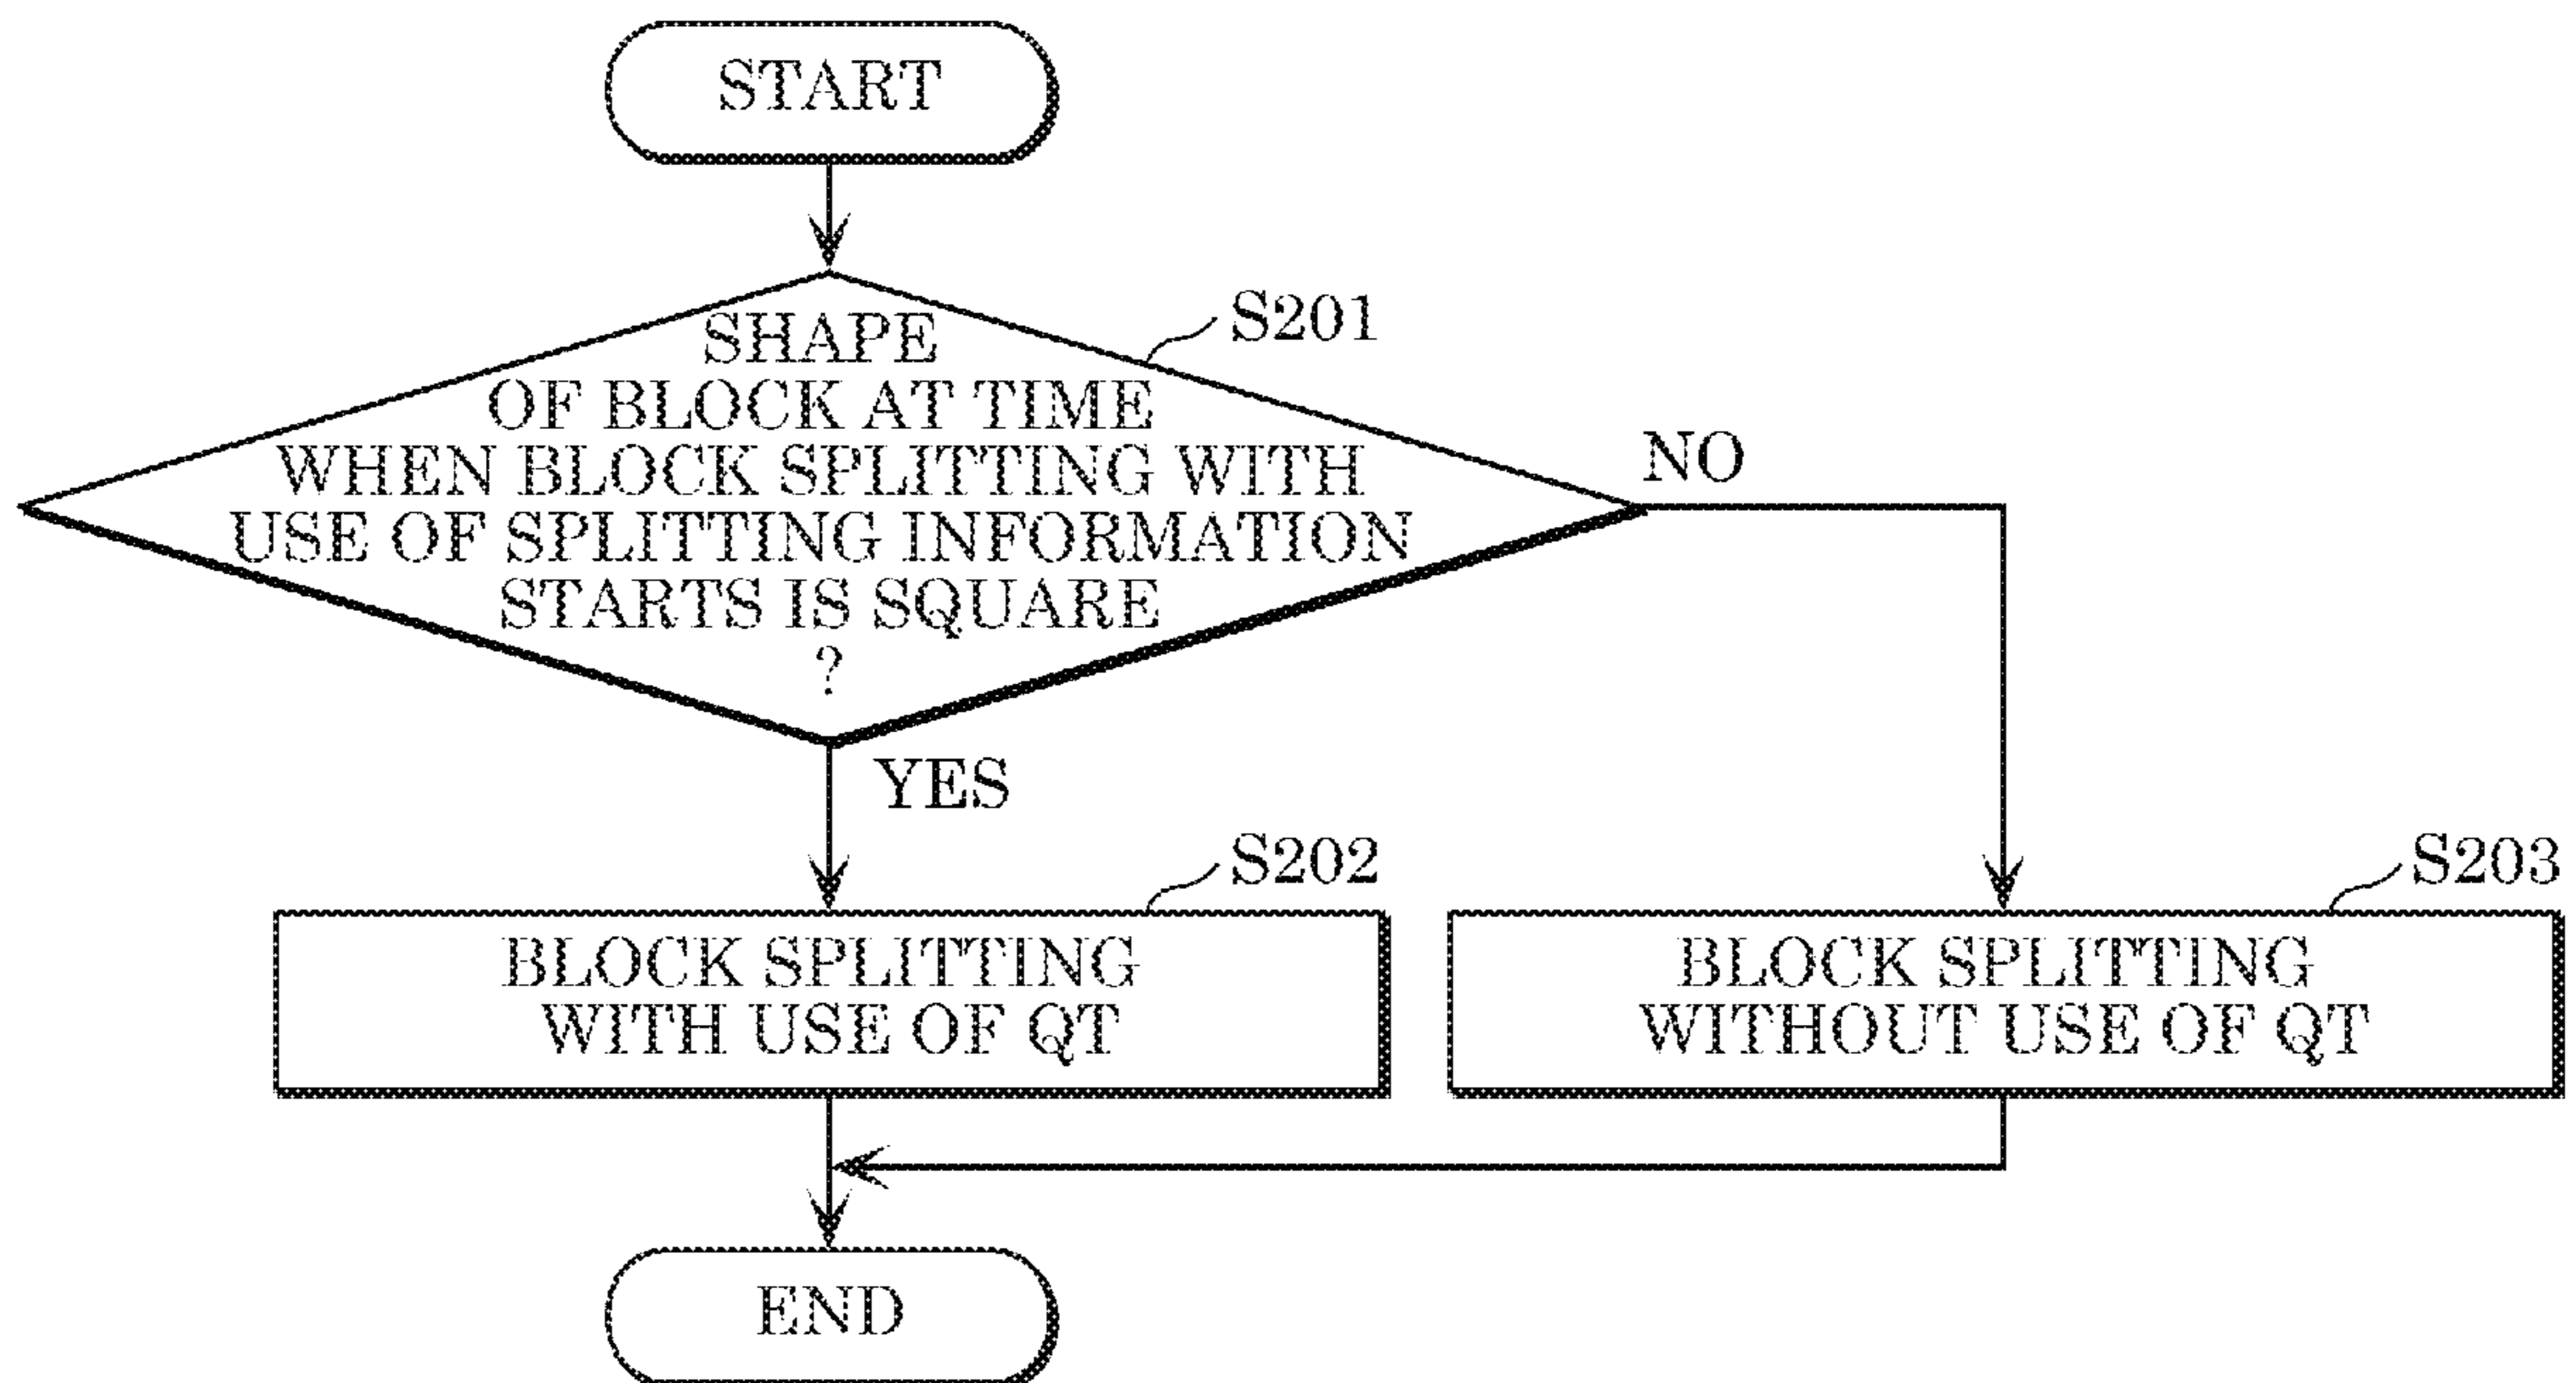 START
S201
SHAPE
OF BLOCK AT TIME
WHEN BLOCK SPLITTING WITH
USE OF SPLITTING INFORMATION
STARTS IS SQUARE
?
NO
YES
S202
BLOCK SPLITTING
WITH USE OF QT
S203
BLOCK SPLITTING
WITHOUT USE OF QT
END